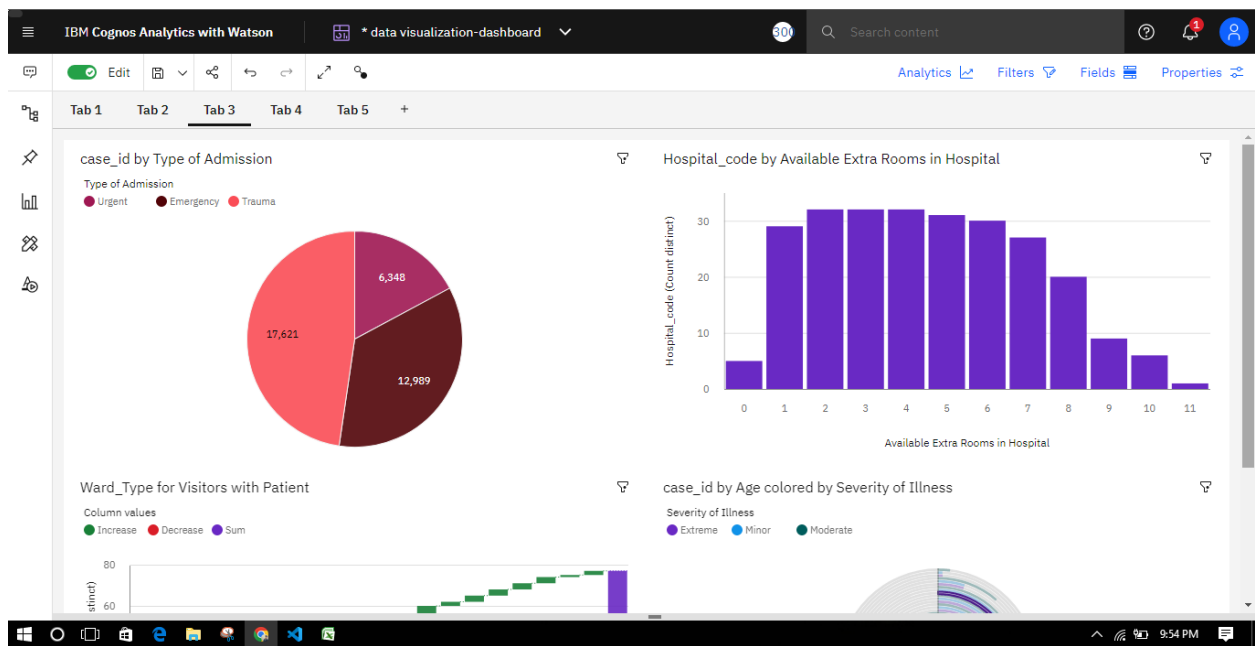 IBM Cognos Analytics with Watson
* data visualization-dashboard
300
Search content
1
Edit
Analytics
Filters
Fields
Properties
Tab 1 Tab 2 Tab 3 Tab 4 Tab 5 +
case_id by Type of Admission
Type of Admission
Urgent Emergency Trauma
6,348
17,621
12,989
Hospital_code by Available Extra Rooms in Hospital
Hospital_code (Count distinct)
30
20
10
0
0 1 2 3 4 5 6 7 8 9 10 11
Available Extra Rooms in Hospital
Ward_Type for Visitors with Patient
Column values
Increase Decrease Sum
80
60
stinct)
case_id by Age colored by Severity of Illness
Severity of Illness
Extreme Minor Moderate
9:54 PM